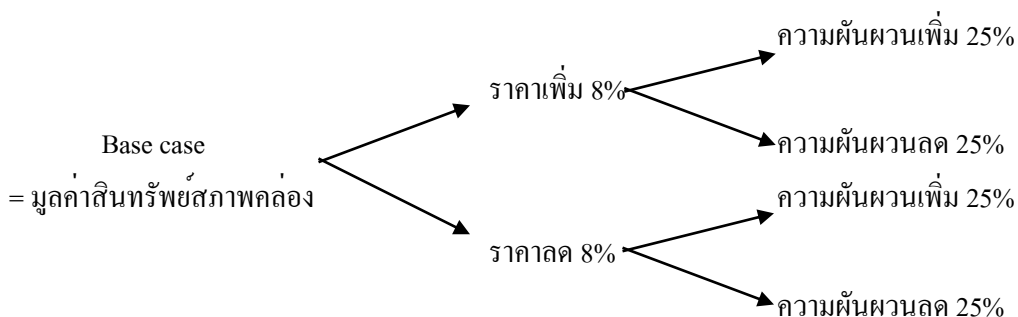 Base case
= มูลค่าสินทรัพย์สภาพคล่อง
ราคาเพิ่ม 8%
ราคาลด 8%
ความผันผวนเพิ่ม 25%
ความผันผวนลด 25%
ความผันผวนเพิ่ม 25%
ความผันผวนลด 25%